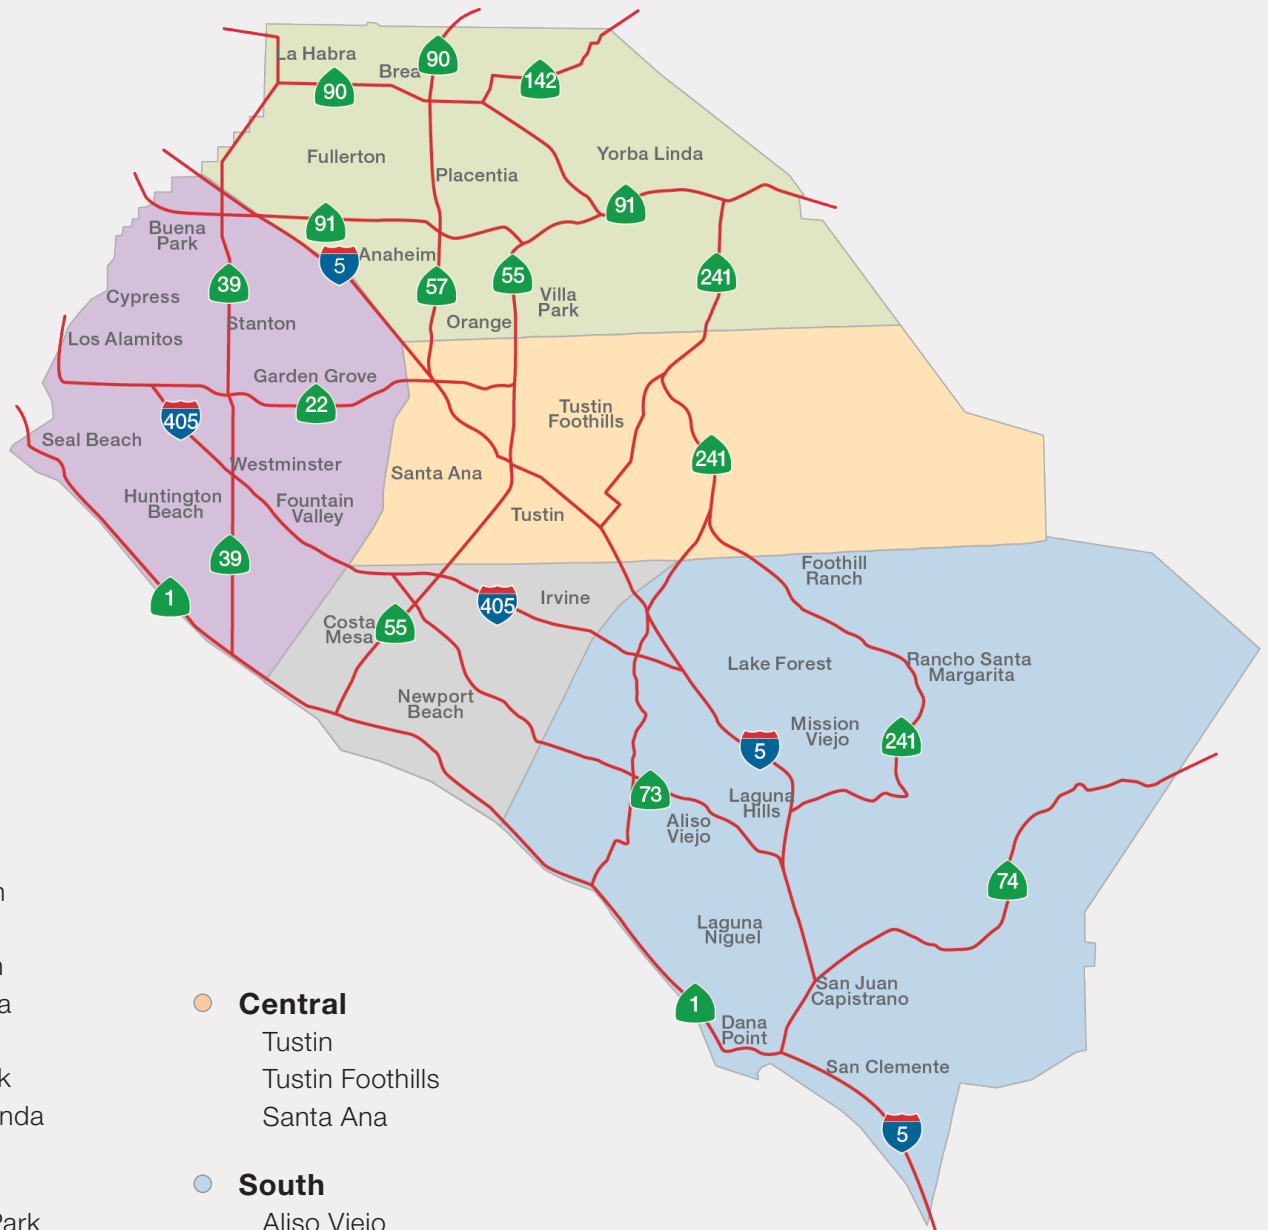 La Habra
Brea
90
90
142
Fullerton
Placentia
Yorba Linda
91
91
Buena
Park
5
Anaheim
39
57
55
241
Cypress
Villa
Park
Stanton
Orange
Los Alamitos
Garden Grove
22
405
Tustin
Foothills
Seal Beach
Westminster
Santa Ana
241
Huntington
Beach
Fountain
Valley
Tustin
39
1
Foothill
Ranch
405
Irvine
Costa
Mesa
55
Lake Forest
Rancho Santa
Margarita
Newport
Beach
Mission
Viejo
5
241
73
Laguna
Hills
Aliso
Viejo
74
Laguna
Niguel
San Juan
Capistrano
1
Dana
Point
San Clemente
5
n
n
a
k
nda
Park
Central
Tustin
Tustin Foothills
Santa Ana
South
Aliso Viejo